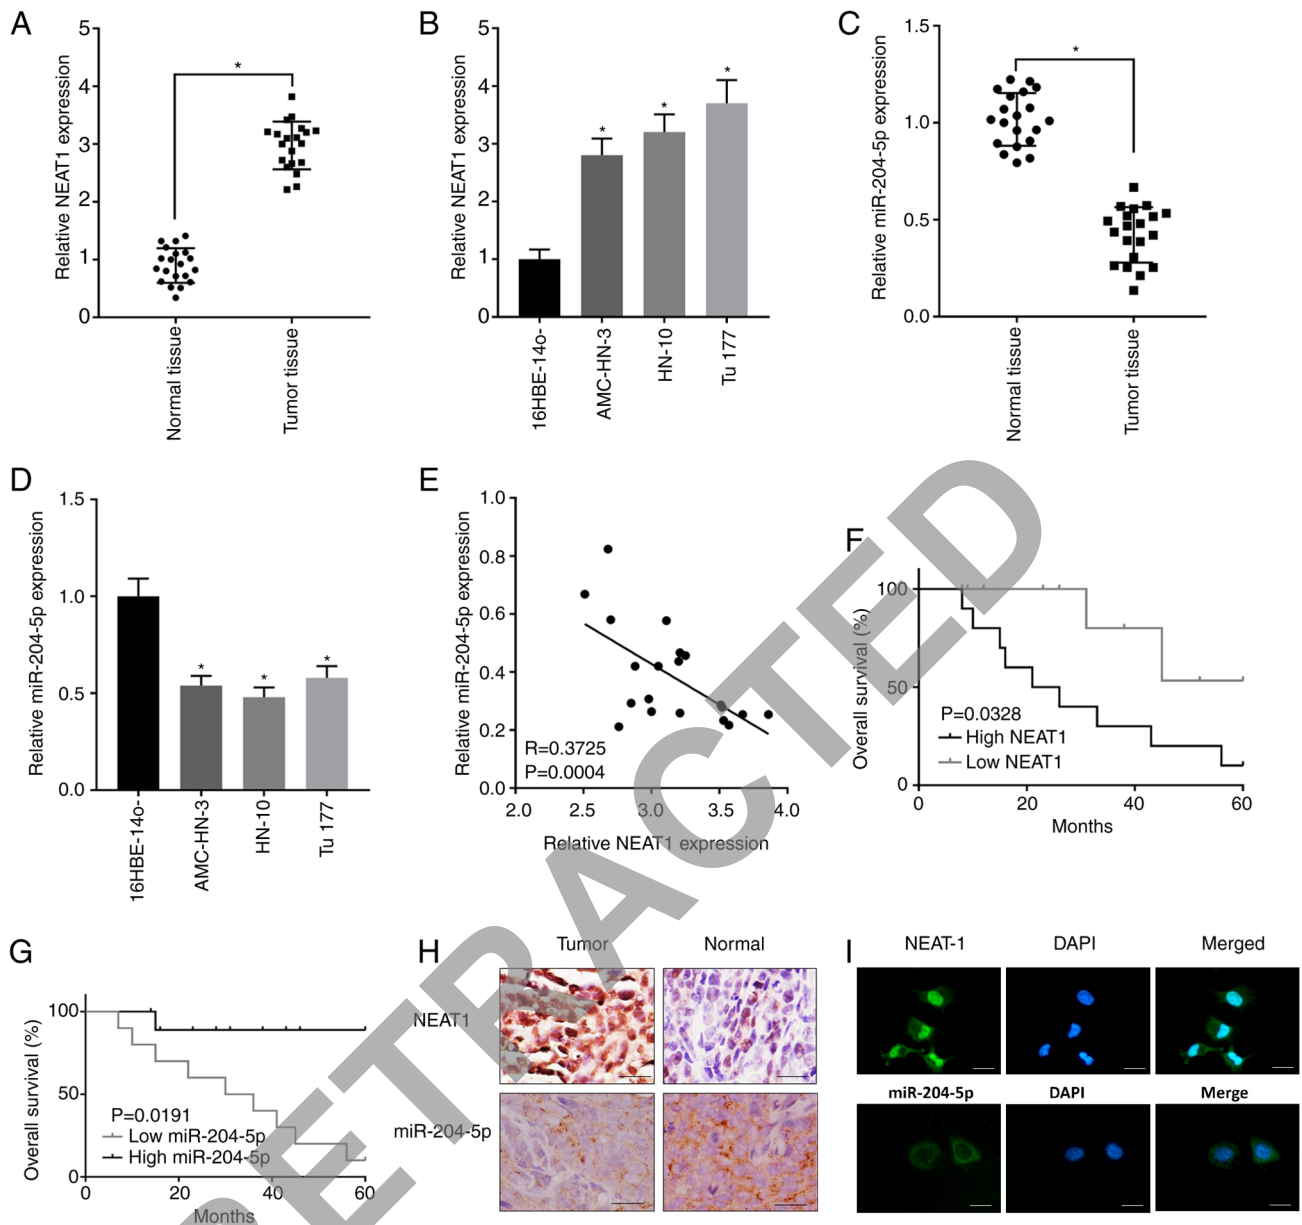 A
Relative NEAT1 expression
5
4
3
2
1
0
*
Normal tissue
Tumor tissue
B
Relative NEAT1 expression
5
4
3
2
1
0
*
*
*
16HBE-14o-
AMC-HN-3
HN-10
Tu 177
C
Relative miR-204-5p expression
1.5
1.0
0.5
0.0
*
Normal tissue
Tumor tissue
D
Relative miR-204-5p expression
1.5
1.0
0.5
0.0
*
*
*
16HBE-14o-
AMC-HN-3
HN-10
Tu 177
E
Relative miR-204-5p expression
1.0
0.8
0.6
0.4
0.2
0.0
R=0.3725
P=0.0004
2.0 2.5 3.0 3.5 4.0
Relative NEAT1 expression
F
Overall survival (%)
100
50
0
P=0.0328
High NEAT1
Low NEAT1
0 20 40 60
Months
G
Overall survival (%)
100
50
0
P=0.0191
Low miR-204-5p
High miR-204-5p
0 20 40 60
Months
H
Tumor Normal
NEAT1
miR-204-5p
I
NEAT-1 DAPI Merged
miR-204-5p DAPI Merge
RETRACTED